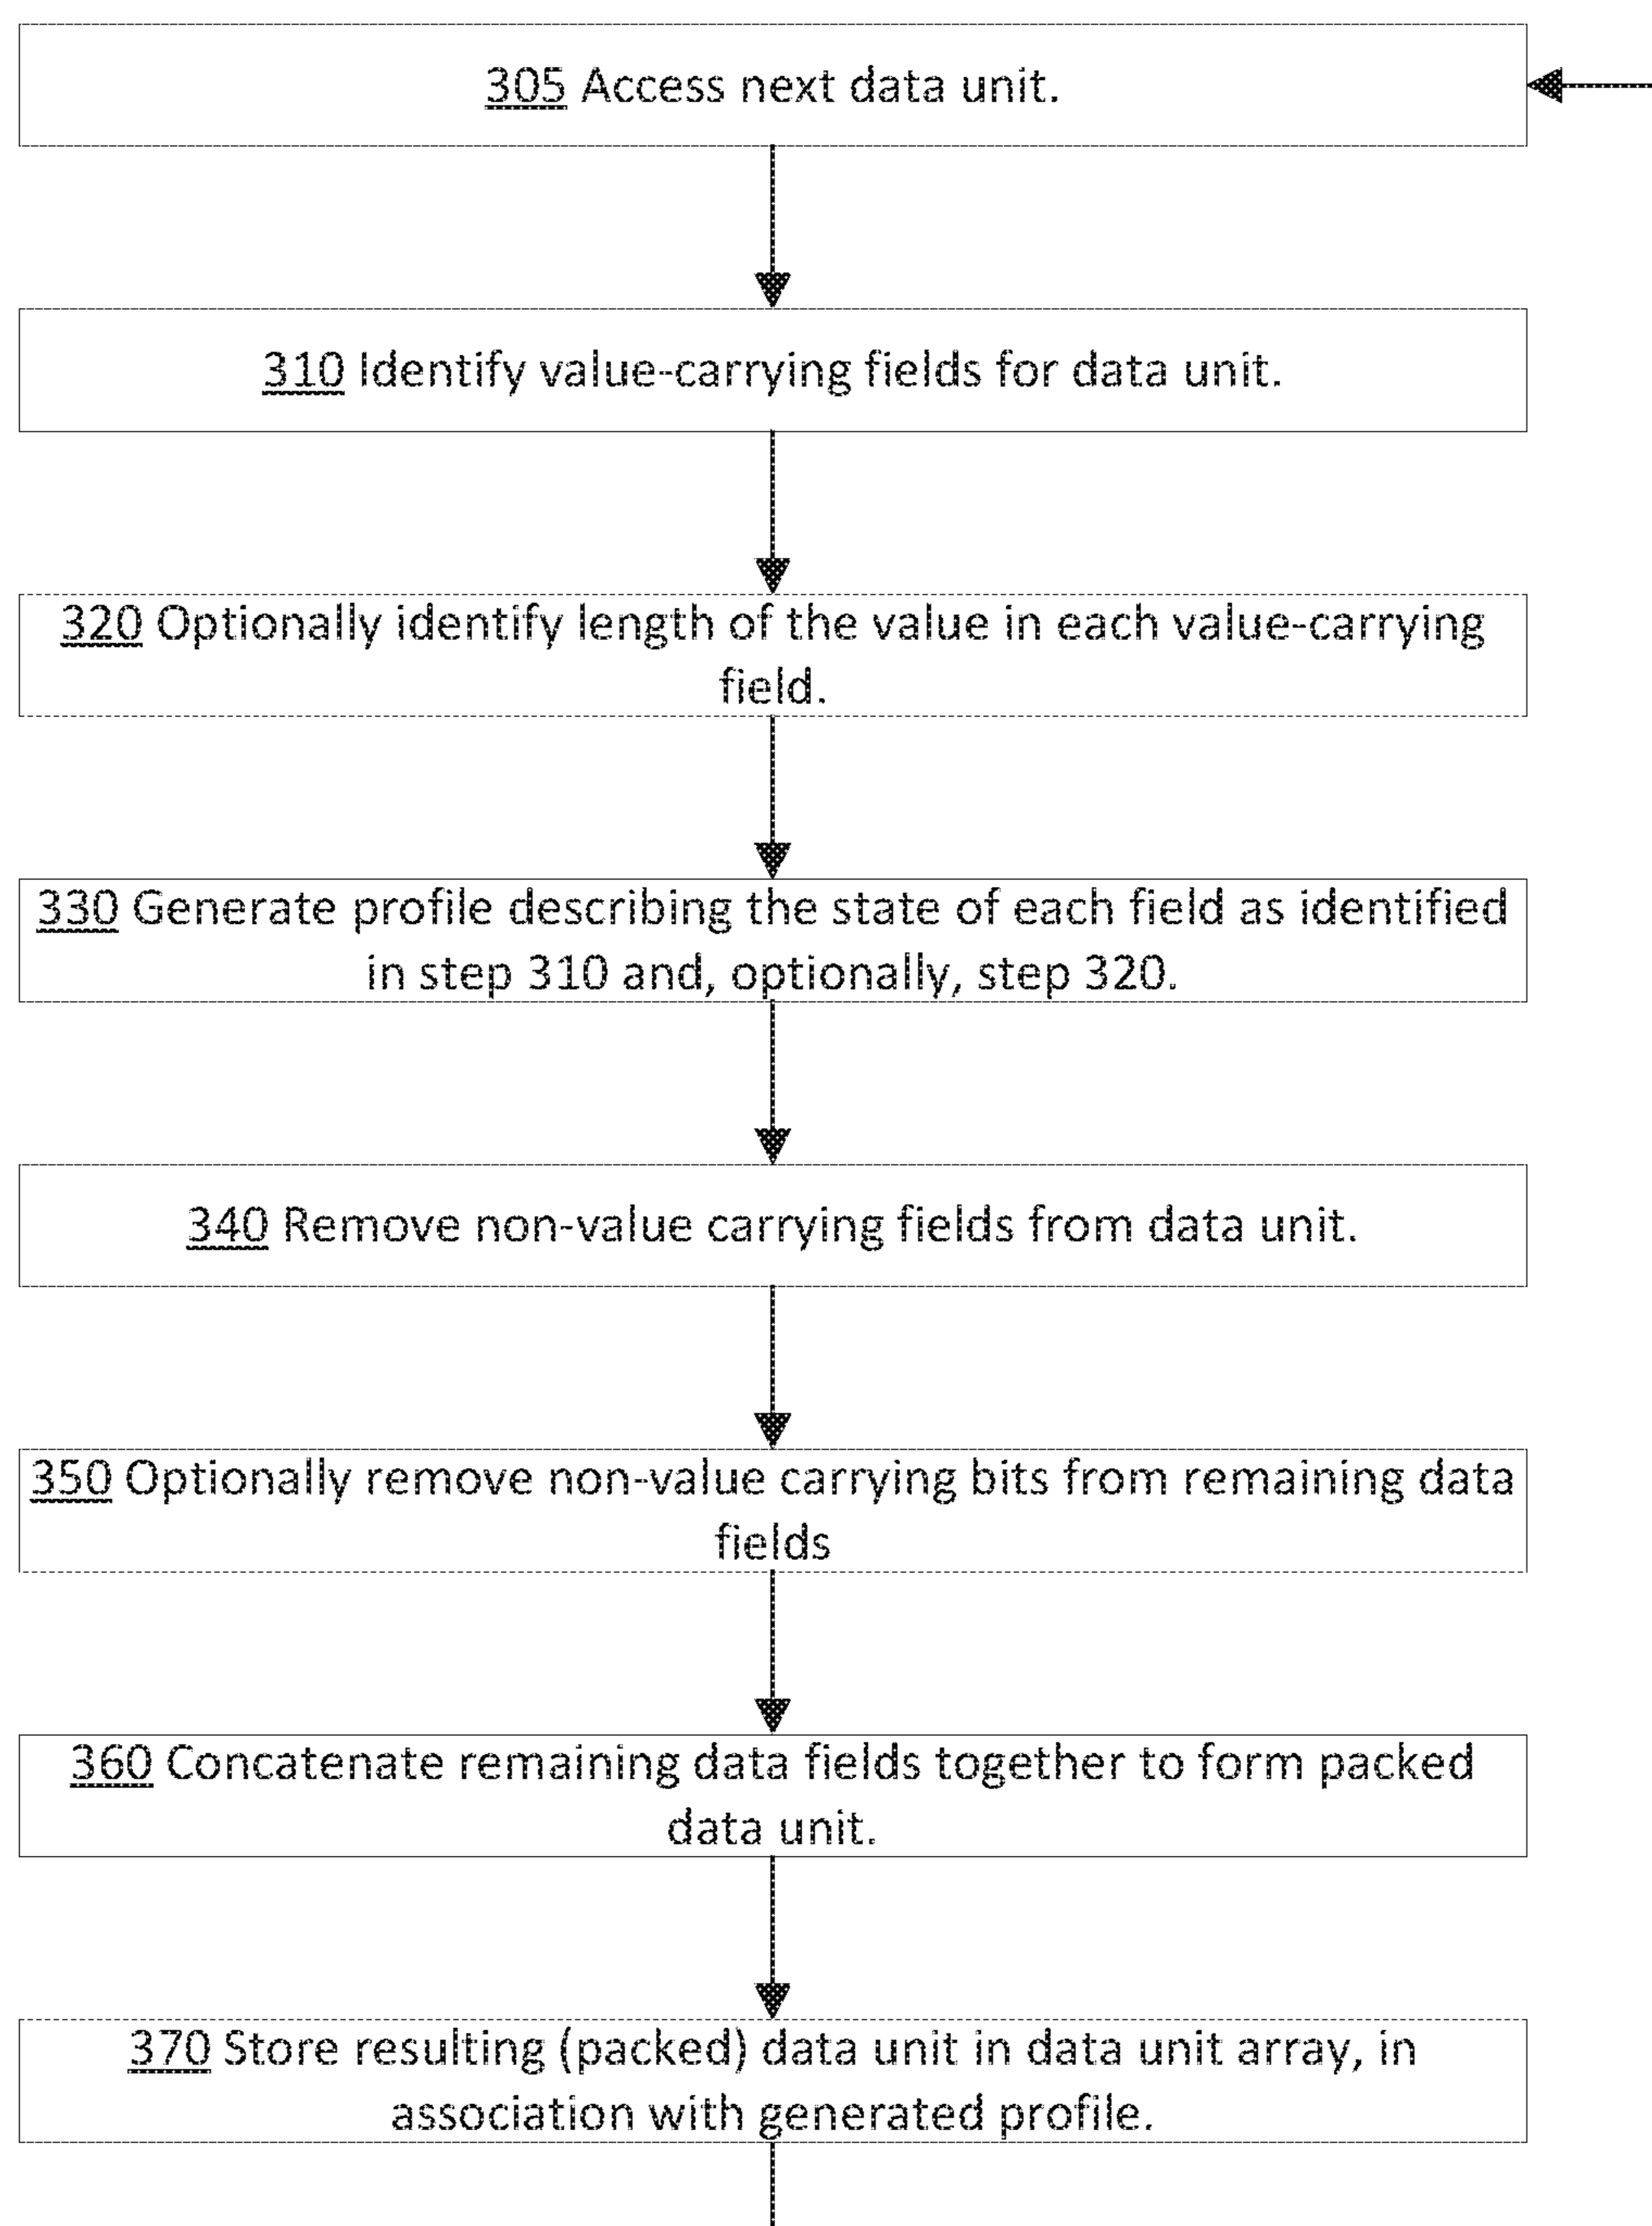 305 Access next data unit.
310 Identify value-carrying fields for data unit.
320 Optionally identify length of the value in each value-carrying
field.
330 Generate profile describing the state of each field as identified
in step 310 and, optionally, step 320.
340 Remove non-value carrying fields from data unit.
350 Optionally remove non-value carrying bits from remaining data
fields
360 Concatenate remaining data fields together to form packed
data unit.
370 Store resulting (packed) data unit in data unit array, in
association with generated profile.